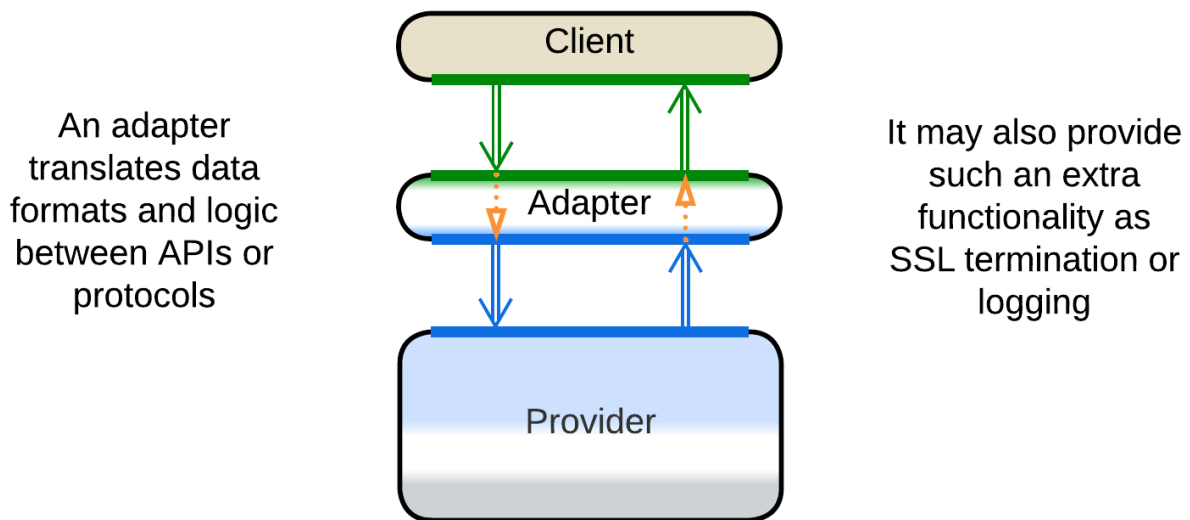 Client
An adapter
translates data
formats and logic
between APIs or
protocols
Adapter
It may also provide
such an extra
functionality as
SSL termination or
logging
Provider